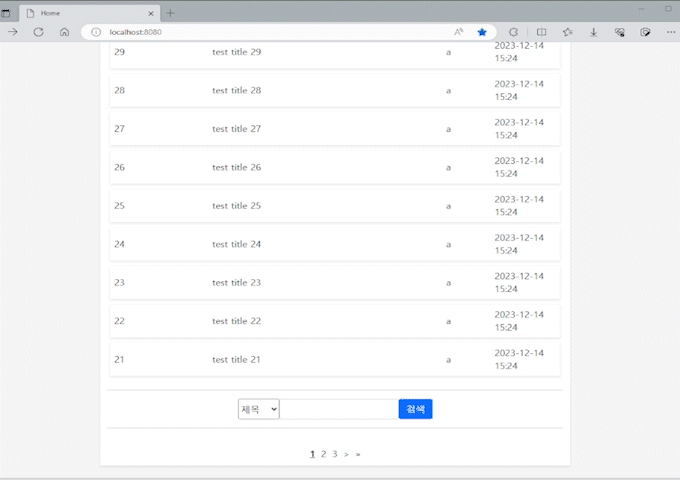 Home
localhost:8080
29 test title 29 a 2023-12-14
15:24
28 test title 28 a 2023-12-14
15:24
27 test title 27 a 2023-12-14
15:24
26 test title 26 a 2023-12-14
15:24
25 test title 25 a 2023-12-14
15:24
24 test title 24 a 2023-12-14
15:24
23 test title 23 a 2023-12-14
15:24
22 test title 22 a 2023-12-14
15:24
21 test title 21 a 2023-12-14
15:24
제목 검색
1 2 3 > »